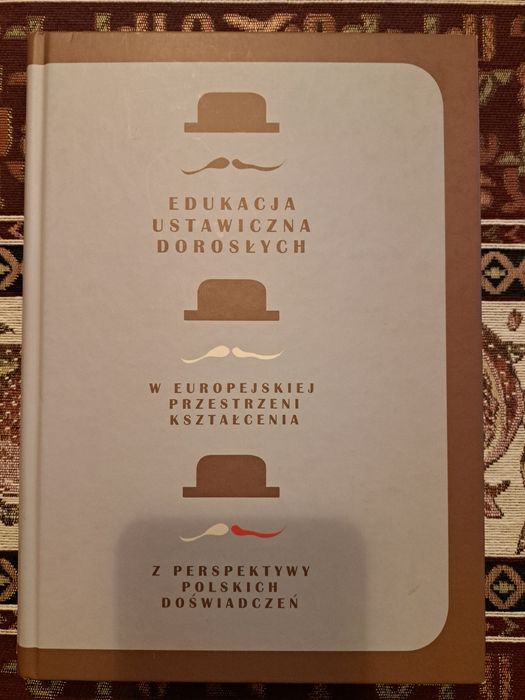 EDUKACJA
USTAWICZNA
DOROSŁYCH
W EUROPEJSKIEJ
PRZESTRZENI
KSZTAŁCENIA
Z PERSPEKTYWY
POLSKICH
DOŚWIADCZEŃ